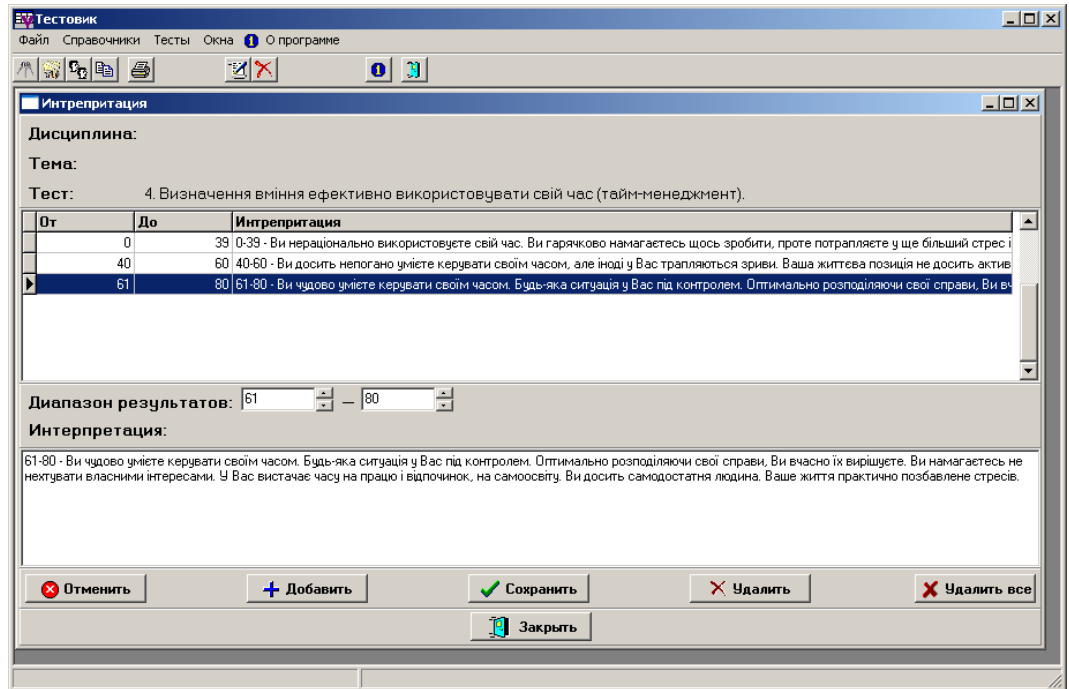 Тестовик
Файл Справочники Тесты Окна О программе
Интрепритация
Дисциплина:
Тема:
Тест: 4. Визначення вміння ефективно використовувати свій час (тайм-менеджмент).
От До Интрепритация
0 39 0-39 - Ви нераціонально використовуєте свій час. Ви гарячково намагаєтесь щось зробити, проте потрапляєте у ще більший стрес і
40 60 40-60 - Ви досить непогано умієте керувати своїм часом, але іноді у Вас трапляються зриви. Ваша життєва позиція не досить актив
61 80 61-80 - Ви чудово умієте керувати своїм часом. Будь-яка ситуація у Вас під контролем. Оптимально розподіляючи свої справи, Ви вч
Диапазон результатов: 61 — 80
Интерпретация:
61-80 - Ви чудово умієте керувати своїм часом. Будь-яка ситуація у Вас під контролем. Оптимально розподіляючи свої справи, Ви вчасно їх вирішуєте. Ви намагаєтесь не
нехтувати власними інтересами. У Вас вистачає часу на працю і відпочинок, на самоосвіту. Ви досить самодостатня людина. Ваше життя практично позбавлене стресів.
Отменить Добавить Сохранить Удалить Удалить все
Закрыть